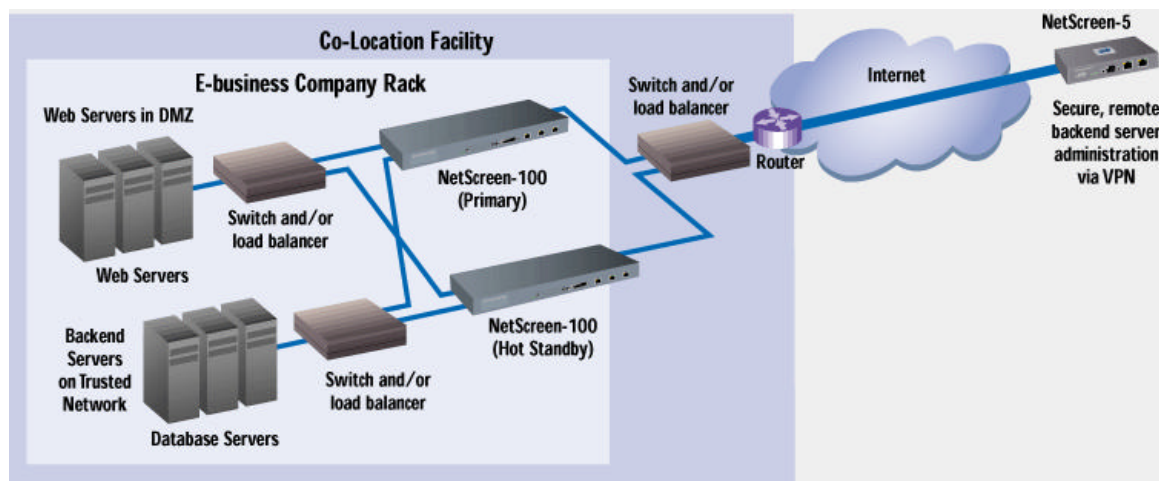 Co-Location Facility
E-business Company Rack
Web Servers in DMZ
Web Servers
Switch and/or
load balancer
NetScreen-100
(Primary)
Backend
Servers
on Trusted
Network
Database Servers
Switch and/or
load balancer
NetScreen-100
(Hot Standby)
Switch and/or
load balancer
Router
Internet
NetScreen-5
Secure, remote
backend server
administration
via VPN